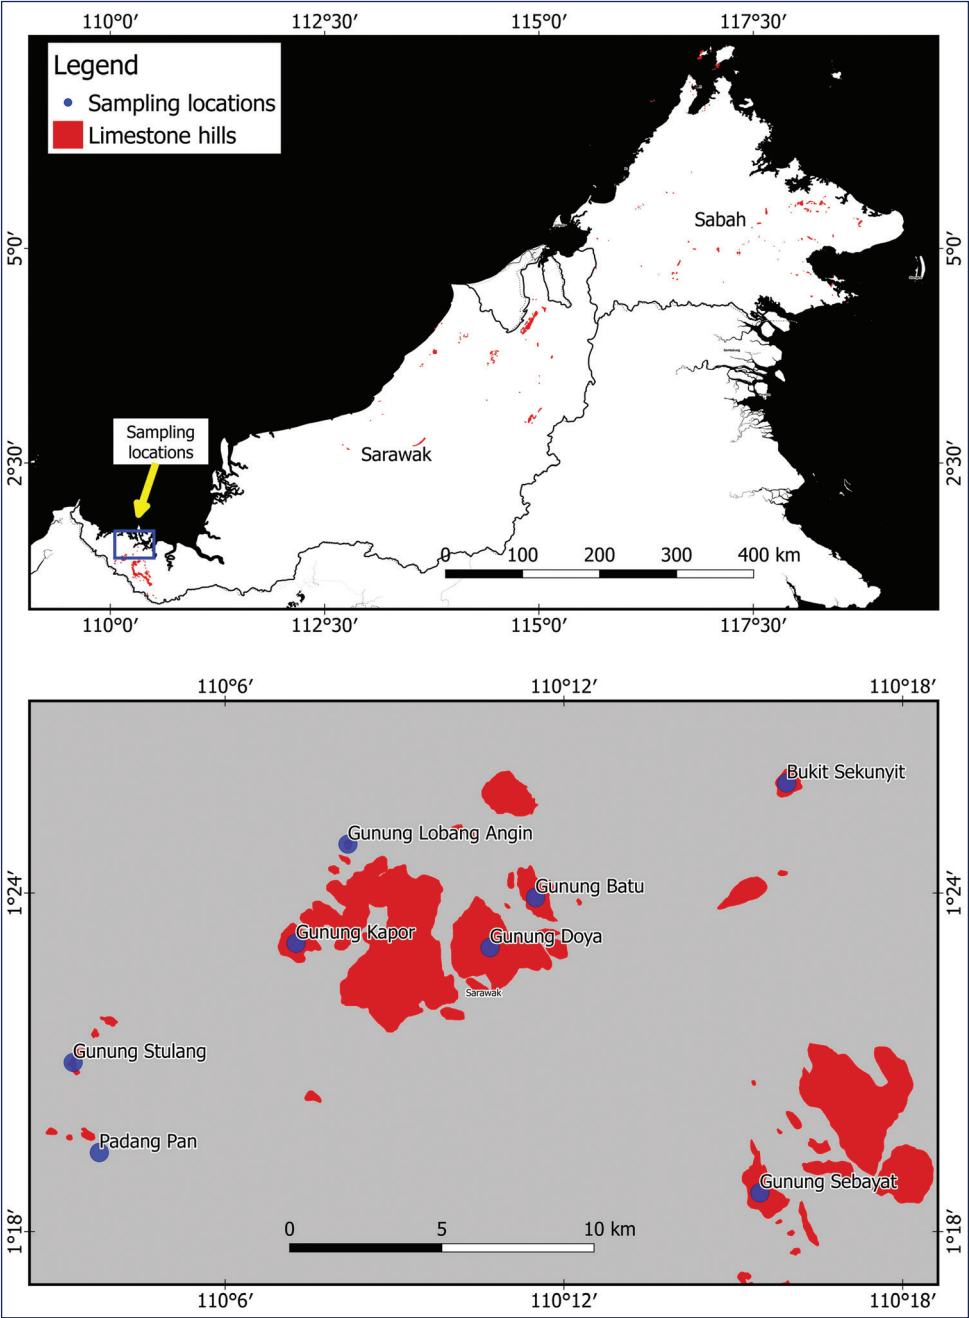 110°0′ 112°30′ 115°0′ 117°30′
Legend
Sampling locations
Limestone hills
Sabah
5°0′ 5°0′
Sampling
locations
Sarawak
2°30′ 2°30′
0 100 200 300 400 km
110°0′ 112°30′ 115°0′ 117°30′
110°6′ 110°12′ 110°18′
Bukit Sekunyit
Gunung Lobang Angin
1°24′ 1°24′
Gunung Batu
Gunung Kapor
Gunung Doya
Sarawak
Gunung Stulang
Padang Pan
Gunung Sebayat
1°18′ 1°18′
0 5 10 km
110°6′ 110°12′ 110°18′